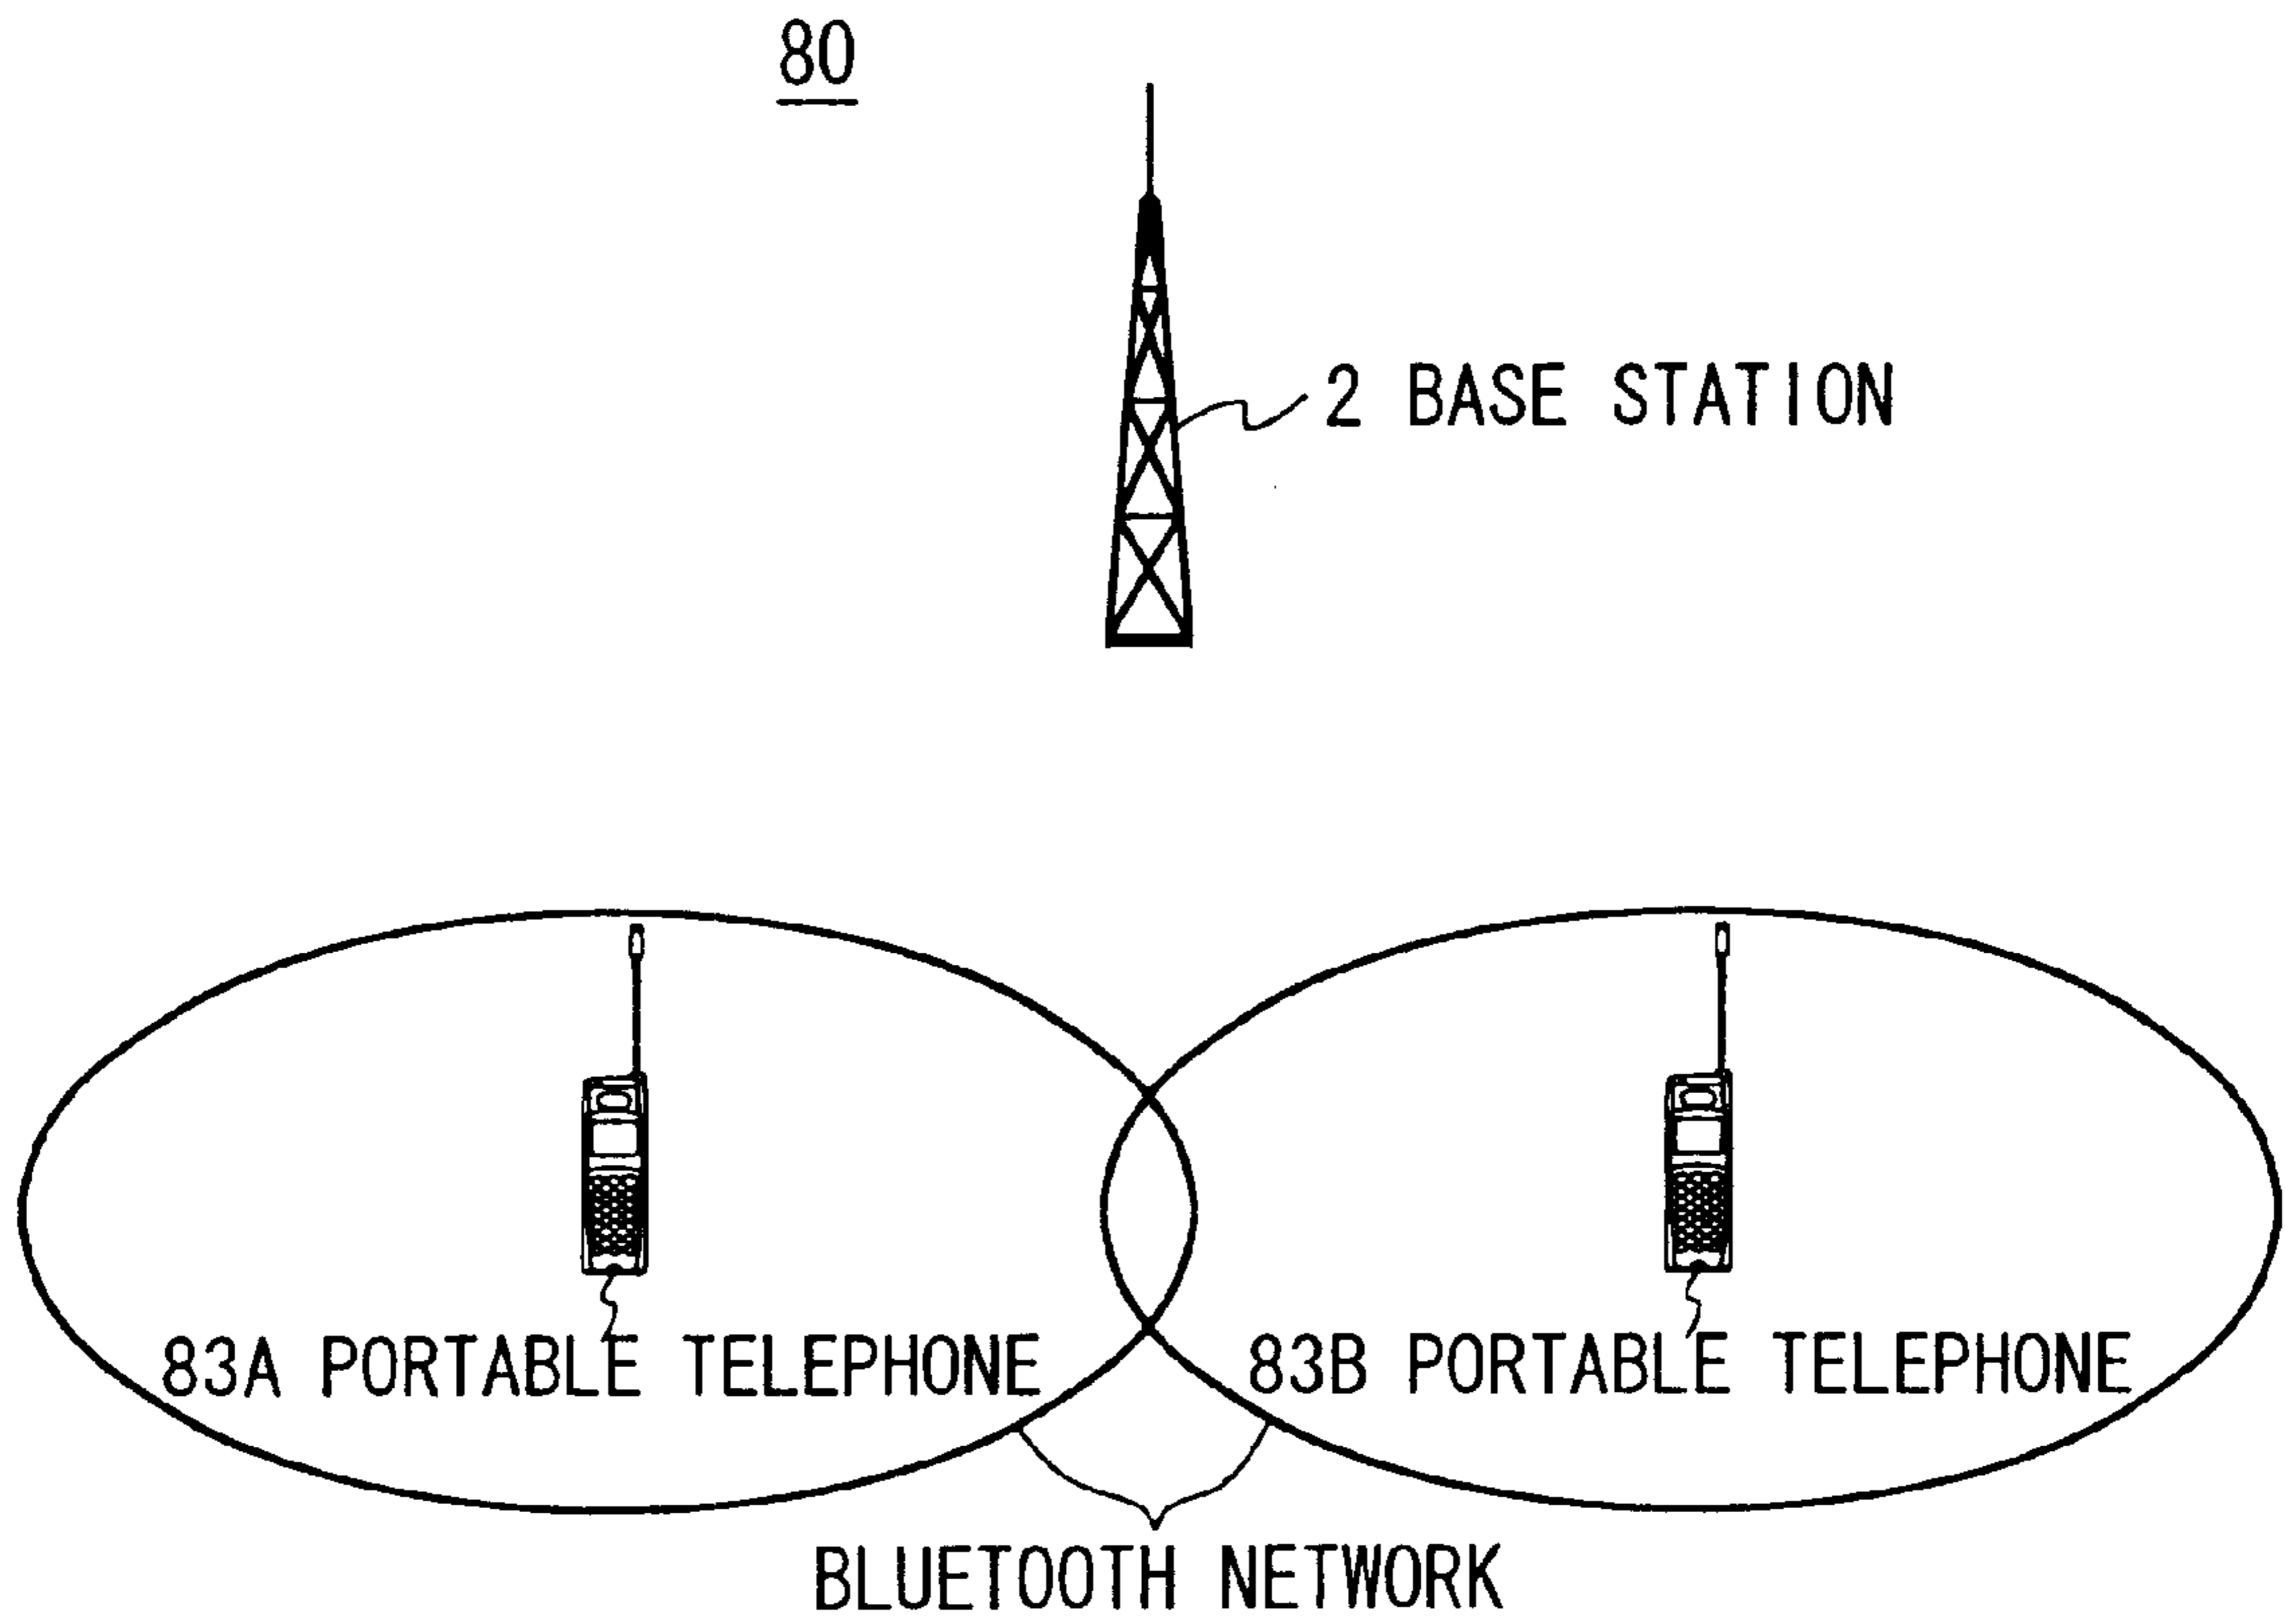 80
2 BASE STATION
83A PORTABLE TELEPHONE
83B PORTABLE TELEPHONE
BLUETOOTH NETWORK